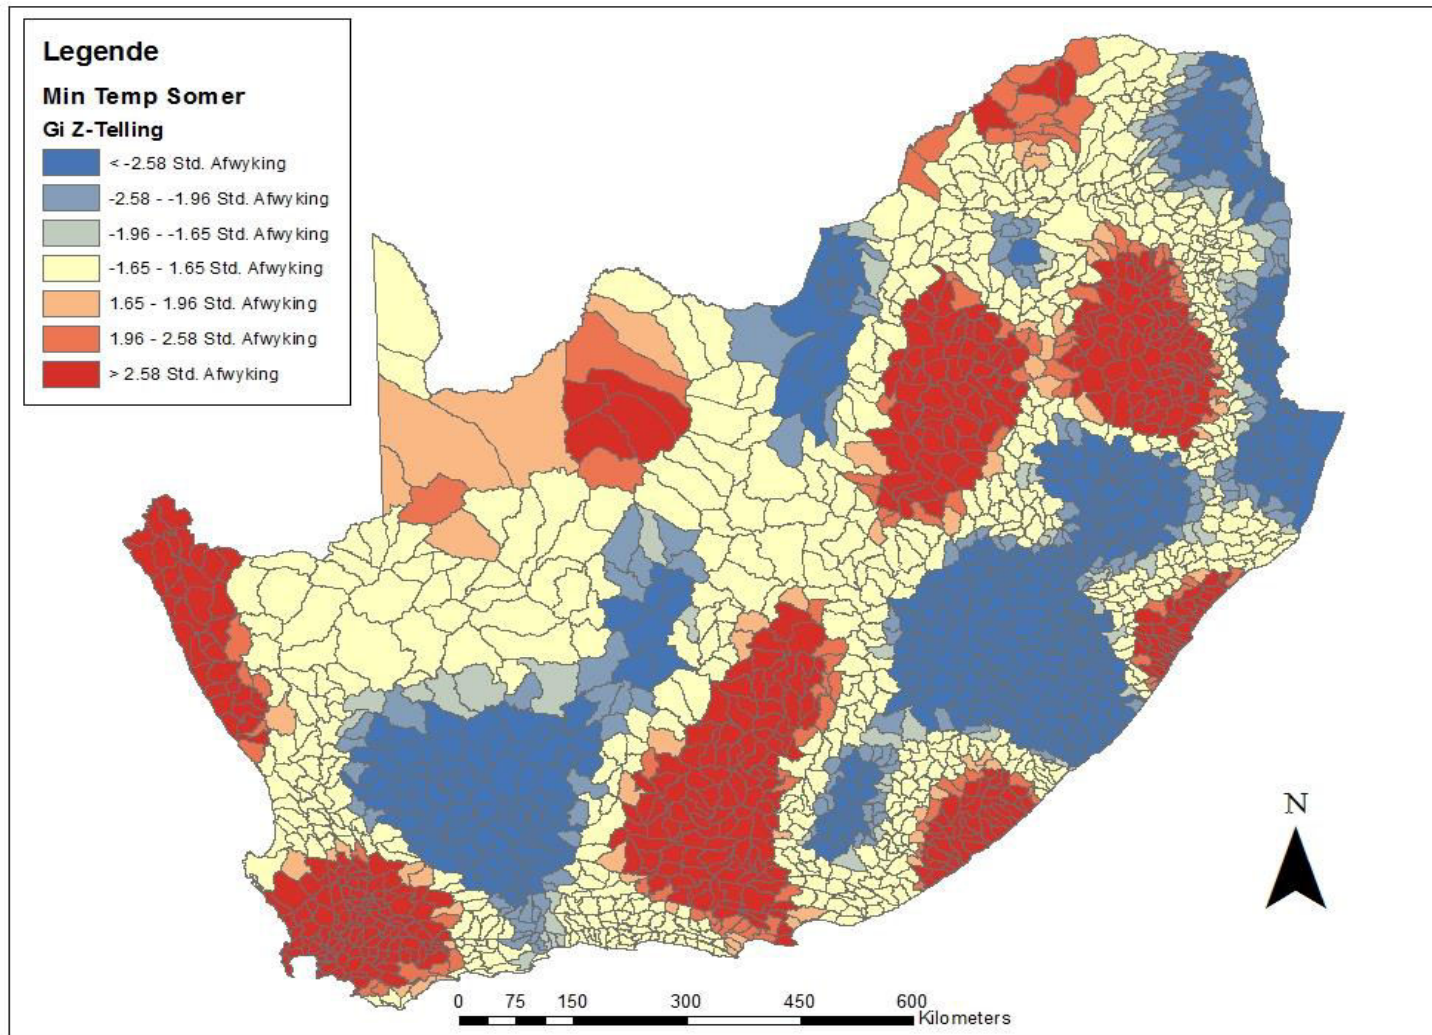 Legende
Min Temp Somer
Gi Z-Telling
< -2.58 Std. Afwyking
-2.58 - -1.96 Std. Afwyking
-1.96 - -1.65 Std. Afwyking
-1.65 - 1.65 Std. Afwyking
1.65 - 1.96 Std. Afwyking
1.96 - 2.58 Std. Afwyking
> 2.58 Std. Afwyking
N
0 75 150 300 450 600
Kilometers